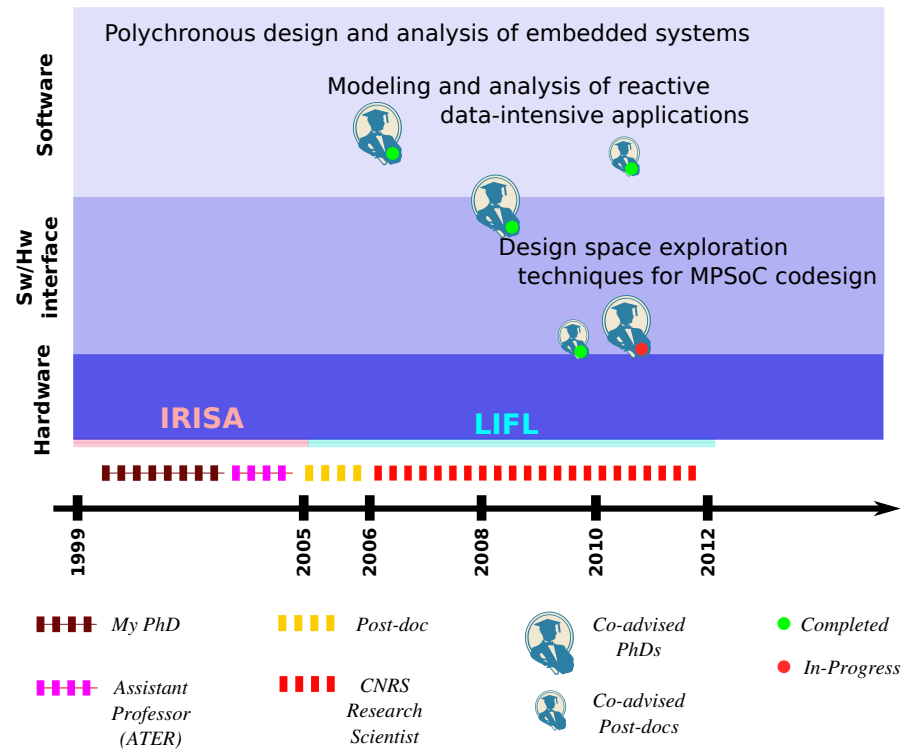 Polychronous design and analysis of embedded systems
Modeling and analysis of reactive
data-intensive applications
Software
Design space exploration
techniques for MPSoC codesign
Sw/Hw
interface
Hardware
IRISA
LIFL
1999
2005
2006
2008
2010
2012
My PhD
Post-doc
Co-advised
PhDs
Completed
In-Progress
Assistant
Professor
(ATER)
CNRS
Research
Scientist
Co-advised
Post-docs